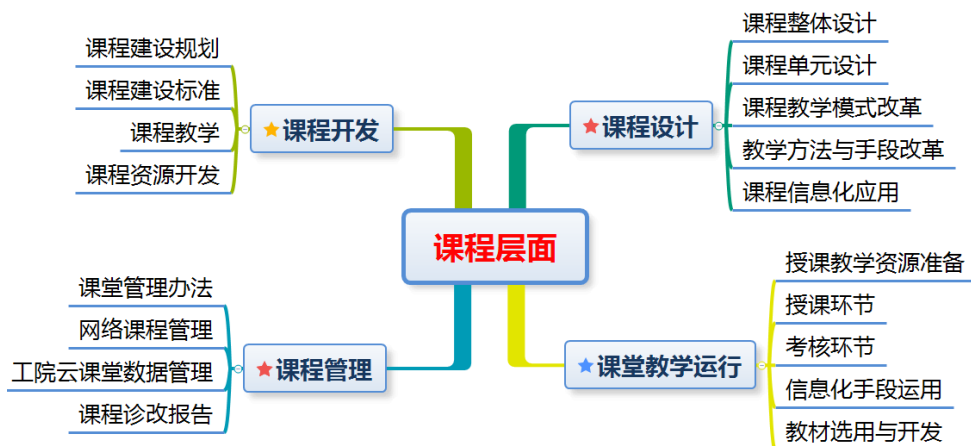 课程层面
课程开发
课程建设规划
课程建设标准
课程教学
课程资源开发
课程设计
课程整体设计
课程单元设计
课程教学模式改革
教学方法与手段改革
课程信息化应用
课程管理
课堂管理办法
网络课程管理
工院云课堂数据管理
课程诊改报告
课堂教学运行
授课教学资源准备
授课环节
考核环节
信息化手段运用
教材选用与开发